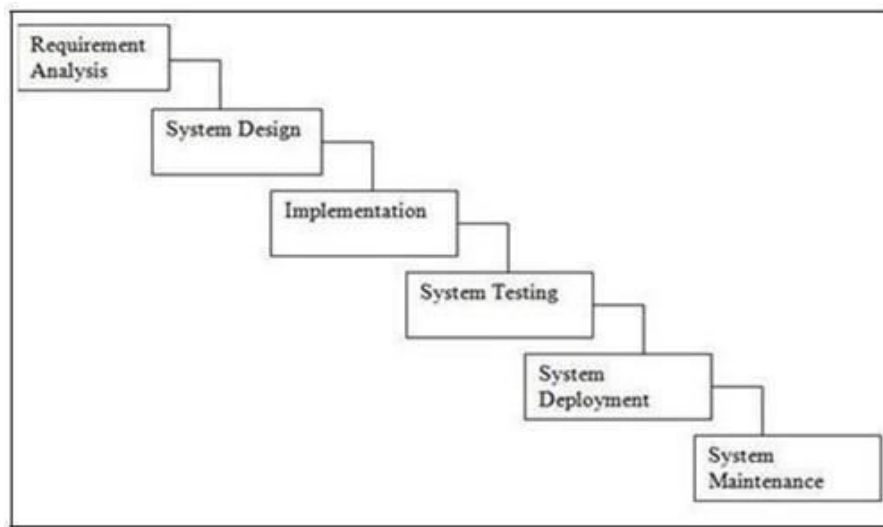 Requirement
Analysis
System Design
Implementation
System Testing
System
Deployment
System
Maintenance